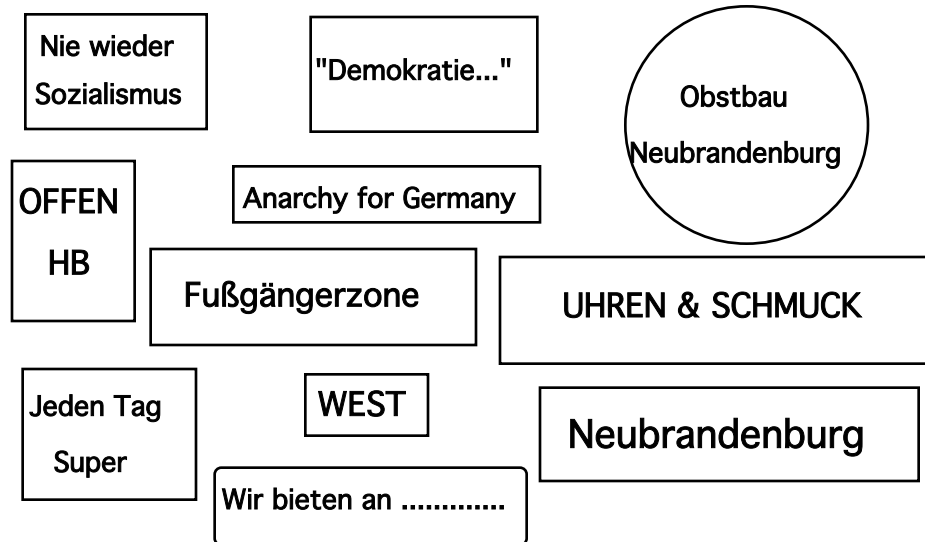 Nie wieder
Sozialismus
"Demokratie..."
Obstbau
Neubrandenburg
OFFEN
HB
Anarchy for Germany
Fußgängerzone
UHREN & SCHMUCK
Jeden Tag
Super
WEST
Neubrandenburg
Wir bieten an .............